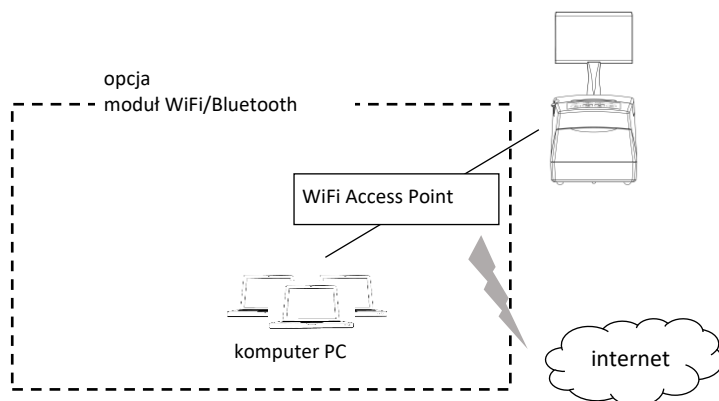 opcja
moduł WiFi/Bluetooth
WiFi Access Point
komputer PC
internet